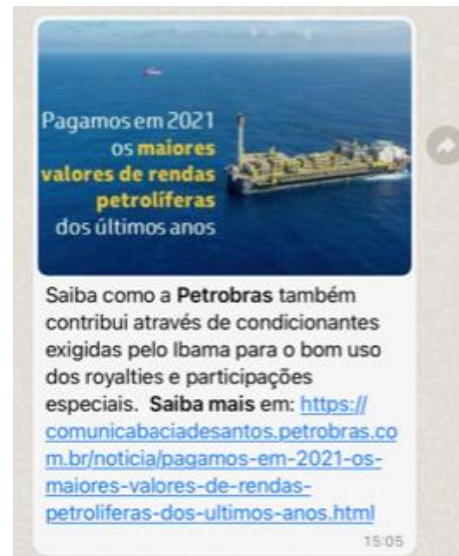 Pagamos em 2021
os maiores
valores de rendas
petrolíferas
dos últimos anos
Saiba como a Petrobras também
contribui através de condicionantes
exigidas pelo Ibama para o bom uso
dos royalties e participações
especiais. Saiba mais em: https://
comunicabaciadesantos.petrobras.co
m.br/noticia/pagamos-em-2021-os-
maiores-valores-de-rendas-
petroliferas-dos-ultimos-anos.html
15:05